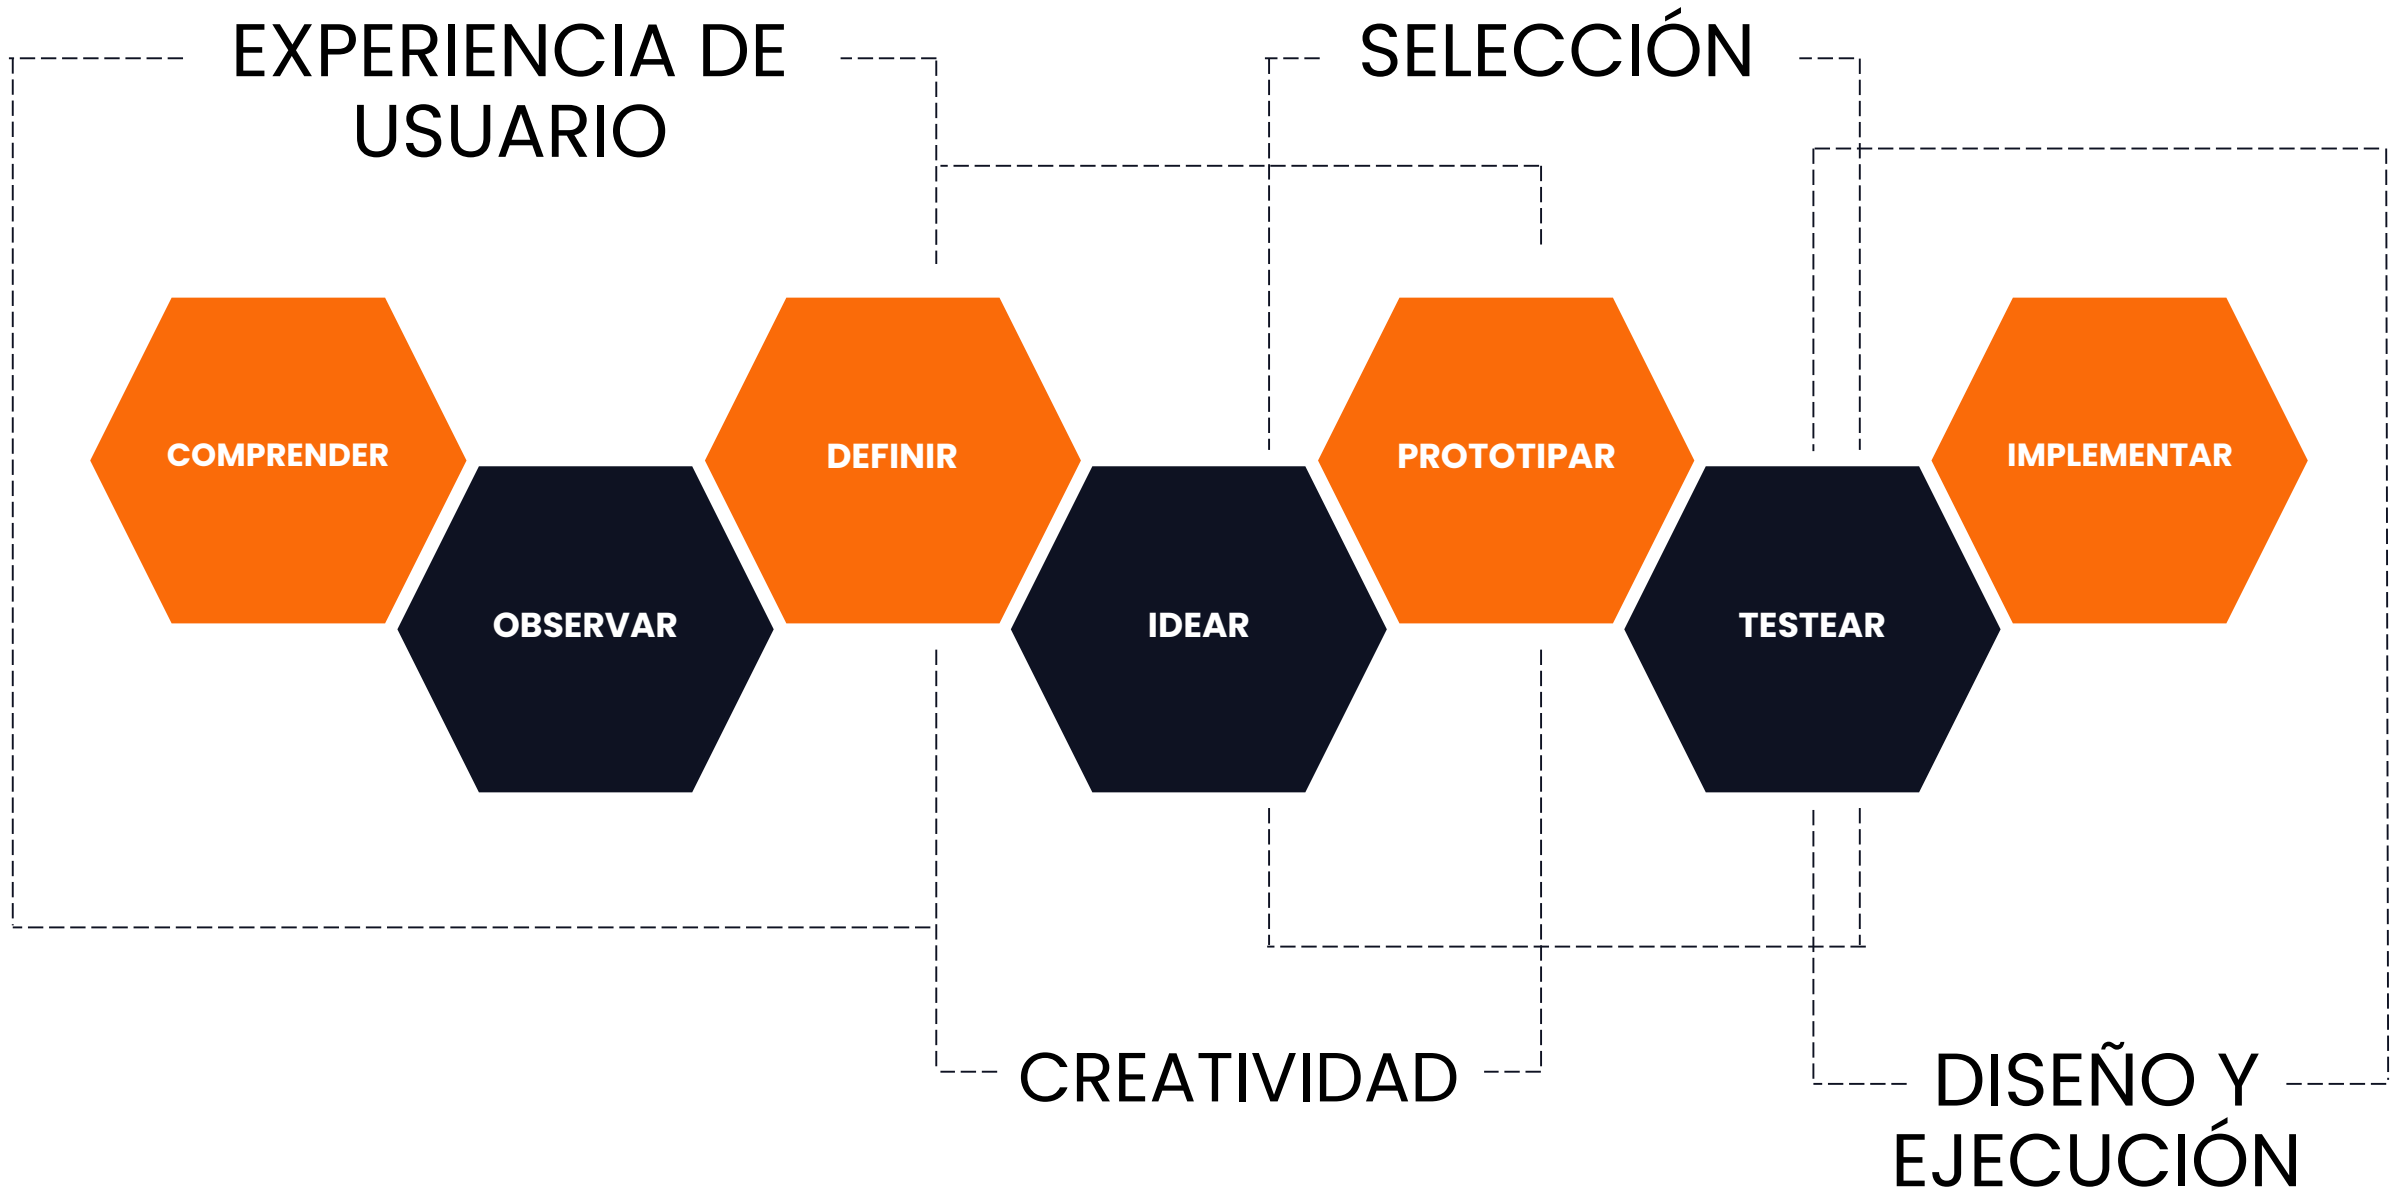 EXPERIENCIA DE
USUARIO
SELECCIÓN
COMPRENDER
OBSERVAR
DEFINIR
IDEAR
PROTOTIPAR
TESTEAR
IMPLEMENTAR
CREATIVIDAD
DISEÑO Y
EJECUCIÓN